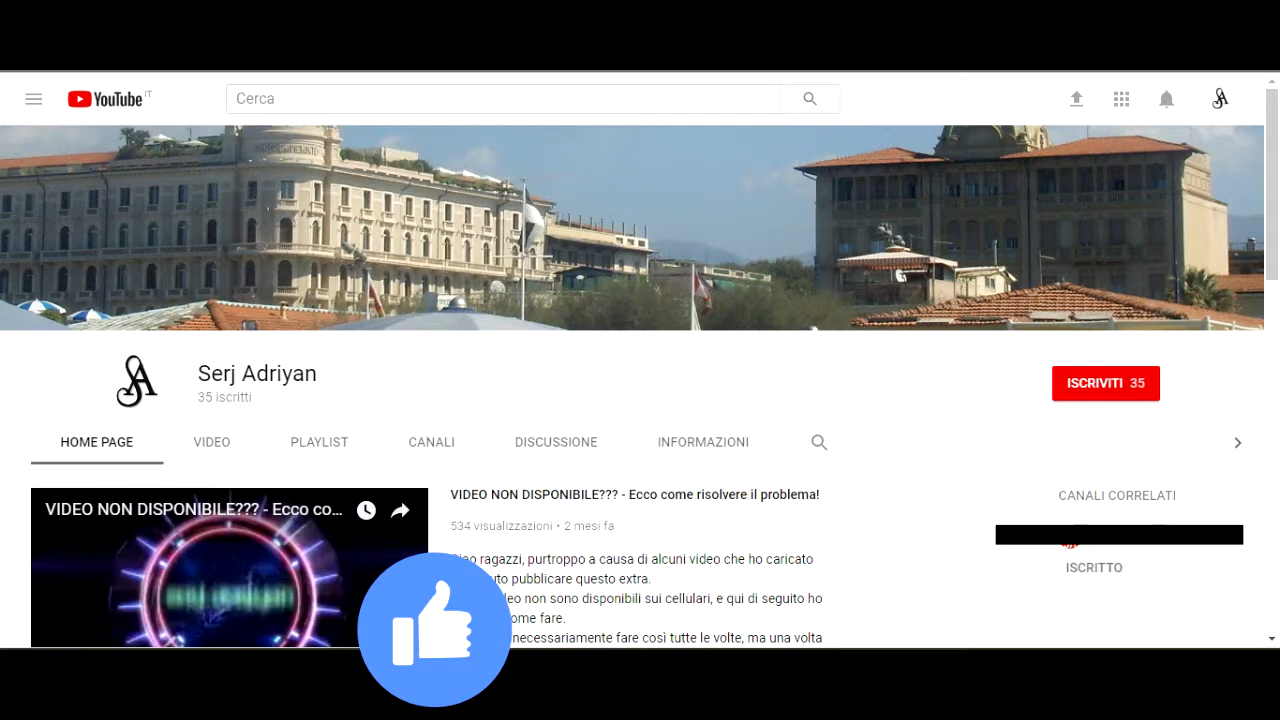 YouTube IT
Cerca
Serj Adriyan
35 iscritti
ISCRIVITI 35
HOME PAGE
VIDEO
PLAYLIST
CANALI
DISCUSSIONE
INFORMAZIONI
VIDEO NON DISPONIBILE??? - Ecco co...
VIDEO NON DISPONIBILE??? - Ecco come risolvere il problema!
534 visualizzazioni • 2 mesi fa
ragazzi, purtroppo a causa di alcuni video che ho caricato
pubblicare questo extra.
non sono disponibili sui cellulari, e qui di seguito ho
fare.
necessariamente fare così tutte le volte, ma una volta
CANALI CORRELATI
ISCRITTO